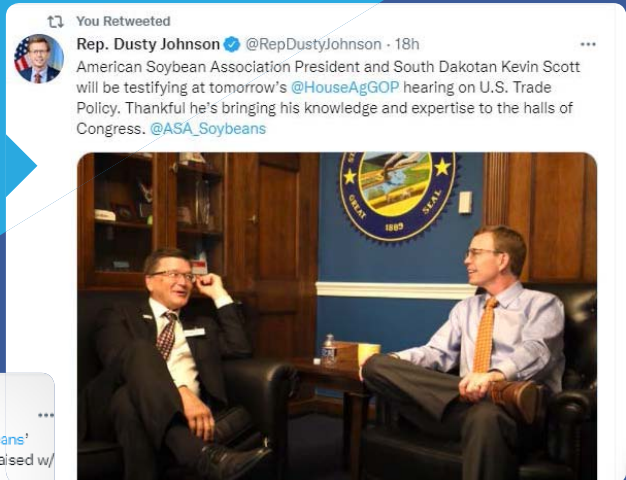 You Retweeted
Rep. Dusty Johnson @RepDustyJohnson · 18h
American Soybean Association President and South Dakotan Kevin Scott
will be testifying at tomorrow's @HouseAgGOP hearing on U.S. Trade
Policy. Thankful he's bringing his knowledge and expertise to the halls of
Congress. @ASA_Soybeans
GREAT SEAL
1889
ans'
aised w/